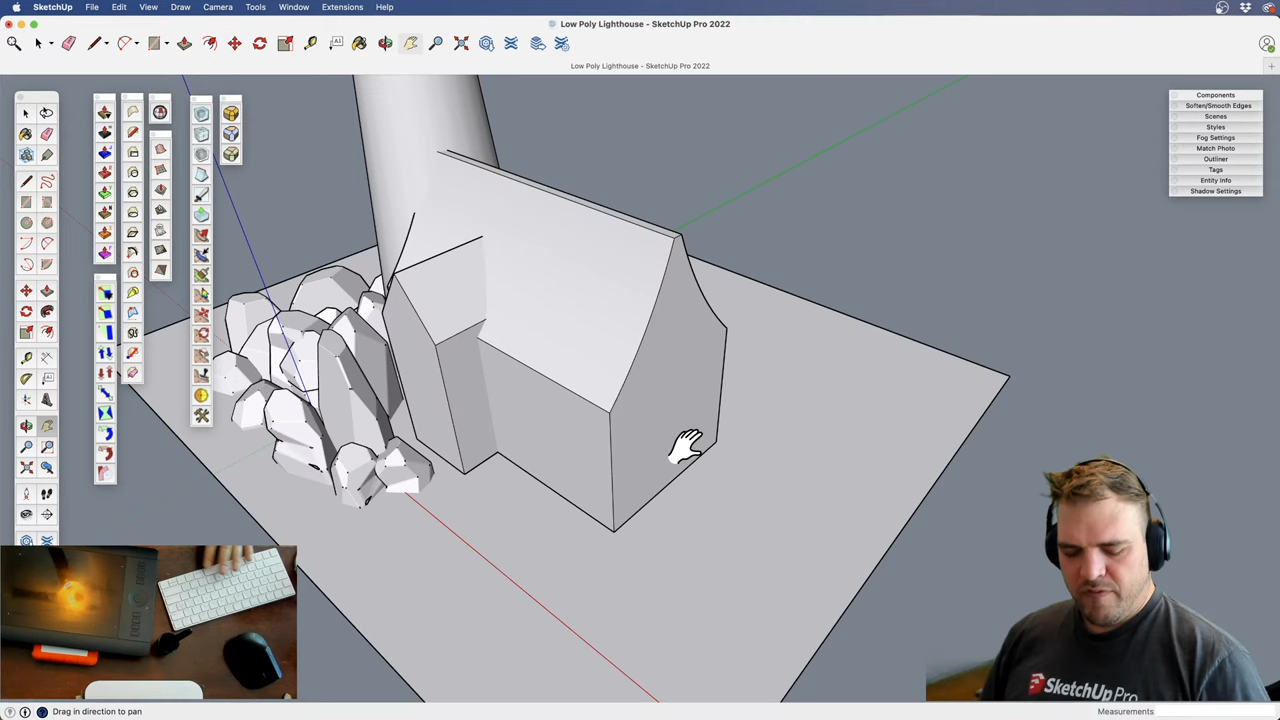 SketchUp File Edit View Draw Camera Tools Window Extensions Help
Low Poly Lighthouse - SketchUp Pro 2022
Low Poly Lighthouse - SketchUp Pro 2022
Components
Soften/Smooth Edges
Scenes
Styles
Fog Settings
Match Photo
Outliner
Tags
Entity Info
Shadow Settings
SketchUp Pro
Drag in direction to pan
Measurements